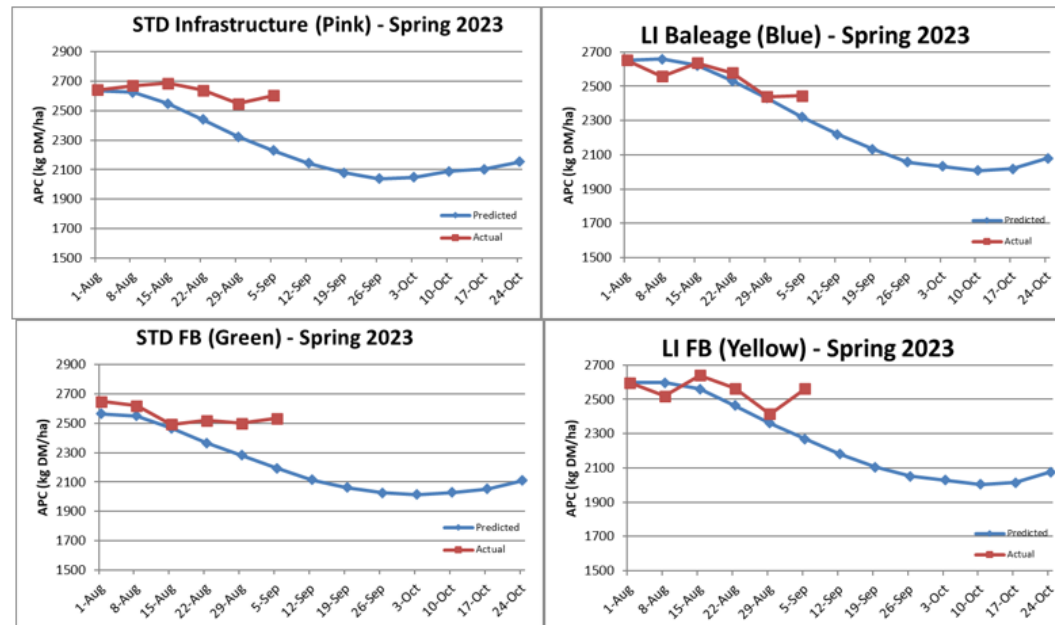 STD Infrastructure (Pink) - Spring 2023
2900
2700
2500
2300
2100
1900
1700
1500
APC (kg DM/ha)
Predicted
Actual
1-Aug
8-Aug
15-Aug
22-Aug
29-Aug
5-Sep
12-Sep
19-Sep
26-Sep
3-Oct
10-Oct
17-Oct
24-Oct
LI Baleage (Blue) - Spring 2023
2700
2500
2300
2100
1900
1700
1500
APC (kg DM/ha)
Predicted
Actual
1-Aug
8-Aug
15-Aug
22-Aug
29-Aug
5-Sep
12-Sep
19-Sep
26-Sep
3-Oct
10-Oct
17-Oct
24-Oct
STD FB (Green) - Spring 2023
2900
2700
2500
2300
2100
1900
1700
1500
APC (kg DM/ha)
Predicted
Actual
1-Aug
8-Aug
15-Aug
22-Aug
29-Aug
5-Sep
12-Sep
19-Sep
26-Sep
3-Oct
10-Oct
17-Oct
24-Oct
LI FB (Yellow) - Spring 2023
2700
2500
2300
2100
1900
1700
1500
APC (kg DM/ha)
Predicted
Actual
1-Aug
8-Aug
15-Aug
22-Aug
29-Aug
5-Sep
12-Sep
19-Sep
26-Sep
3-Oct
10-Oct
17-Oct
24-Oct